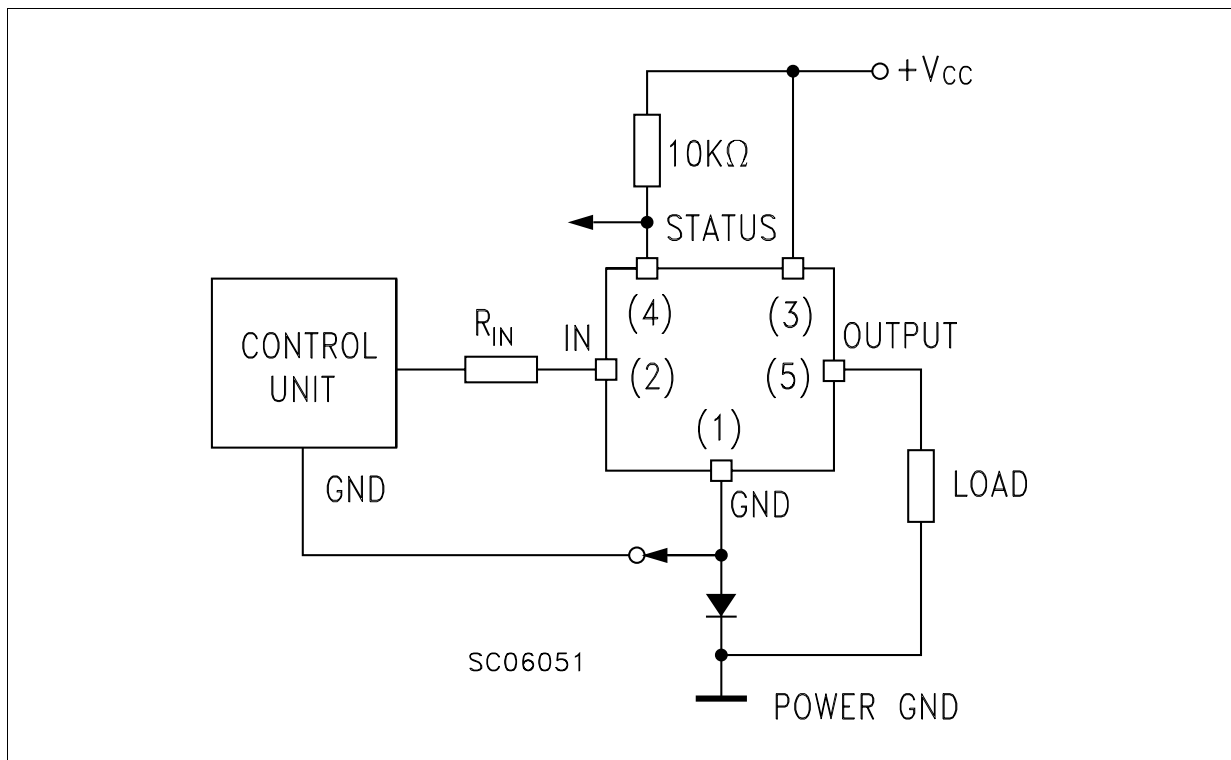 +VCC
10KΩ
STATUS
(4)
(3)
RIN
IN
OUTPUT
CONTROL
UNIT
(2)
(5)
(1)
GND
GND
LOAD
SC06051
POWER GND